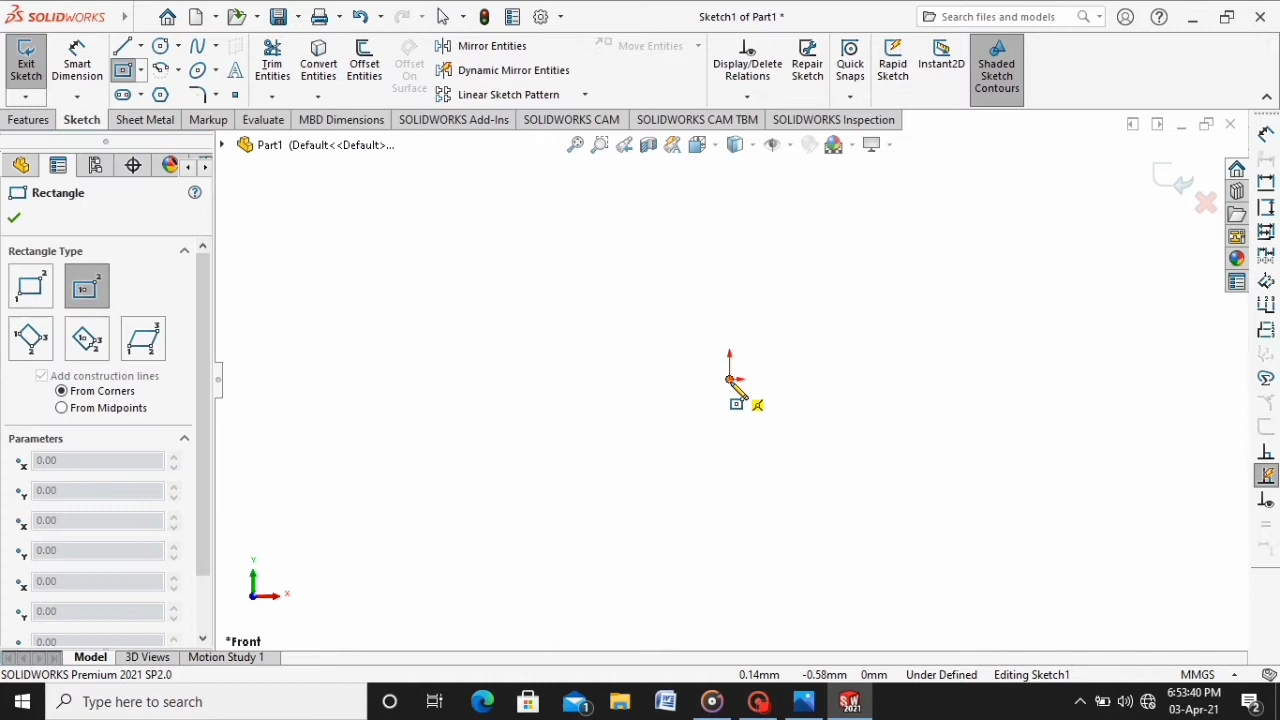 SOLIDWORKS
Sketch1 of Part1 *
Search files and models
Exit Sketch
Smart Dimension
Trim Entities
Convert Entities
Offset Entities
Offset On Surface
Mirror Entities
Dynamic Mirror Entities
Linear Sketch Pattern
Move Entities
Display/Delete Relations
Repair Sketch
Quick Snaps
Rapid Sketch
Instant2D
Shaded Sketch Contours
Features
Sketch
Sheet Metal
Markup
Evaluate
MBD Dimensions
SOLIDWORKS Add-Ins
SOLIDWORKS CAM
SOLIDWORKS CAM TBM
SOLIDWORKS Inspection
Part1 (Default<<Default>...
Rectangle
Rectangle Type
Add construction lines
From Corners
From Midpoints
Parameters
0.00
0.00
0.00
0.00
0.00
0.00
0.00
Y
X
*Front
Model
3D Views
Motion Study 1
SOLIDWORKS Premium 2021 SP2.0
0.14mm
-0.58mm
0mm
Under Defined
Editing Sketch1
MMGS
Type here to search
6:53:40 PM
03-Apr-21